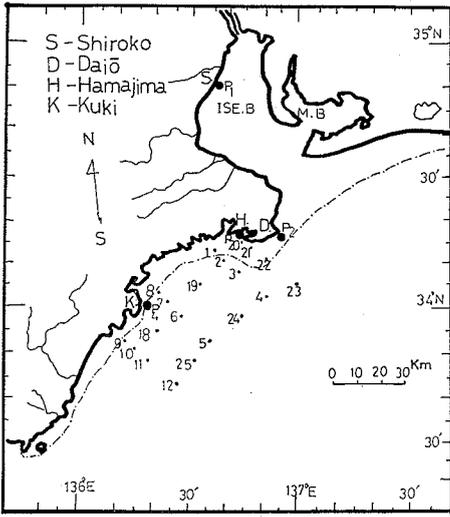 35°N
S - Shiroko
D - Daiō
H - Hamajima
K - Kuki
S
P1
ISE.B
M.B
N
S
30′
H
D
P2
20
21
1
2
22
3
19
4
23
34°N
8
7
K
P4
6
24
18
9
10
5
11
25
12
Km
0 10 20 30
30′
136°E
30′
137°E
30′